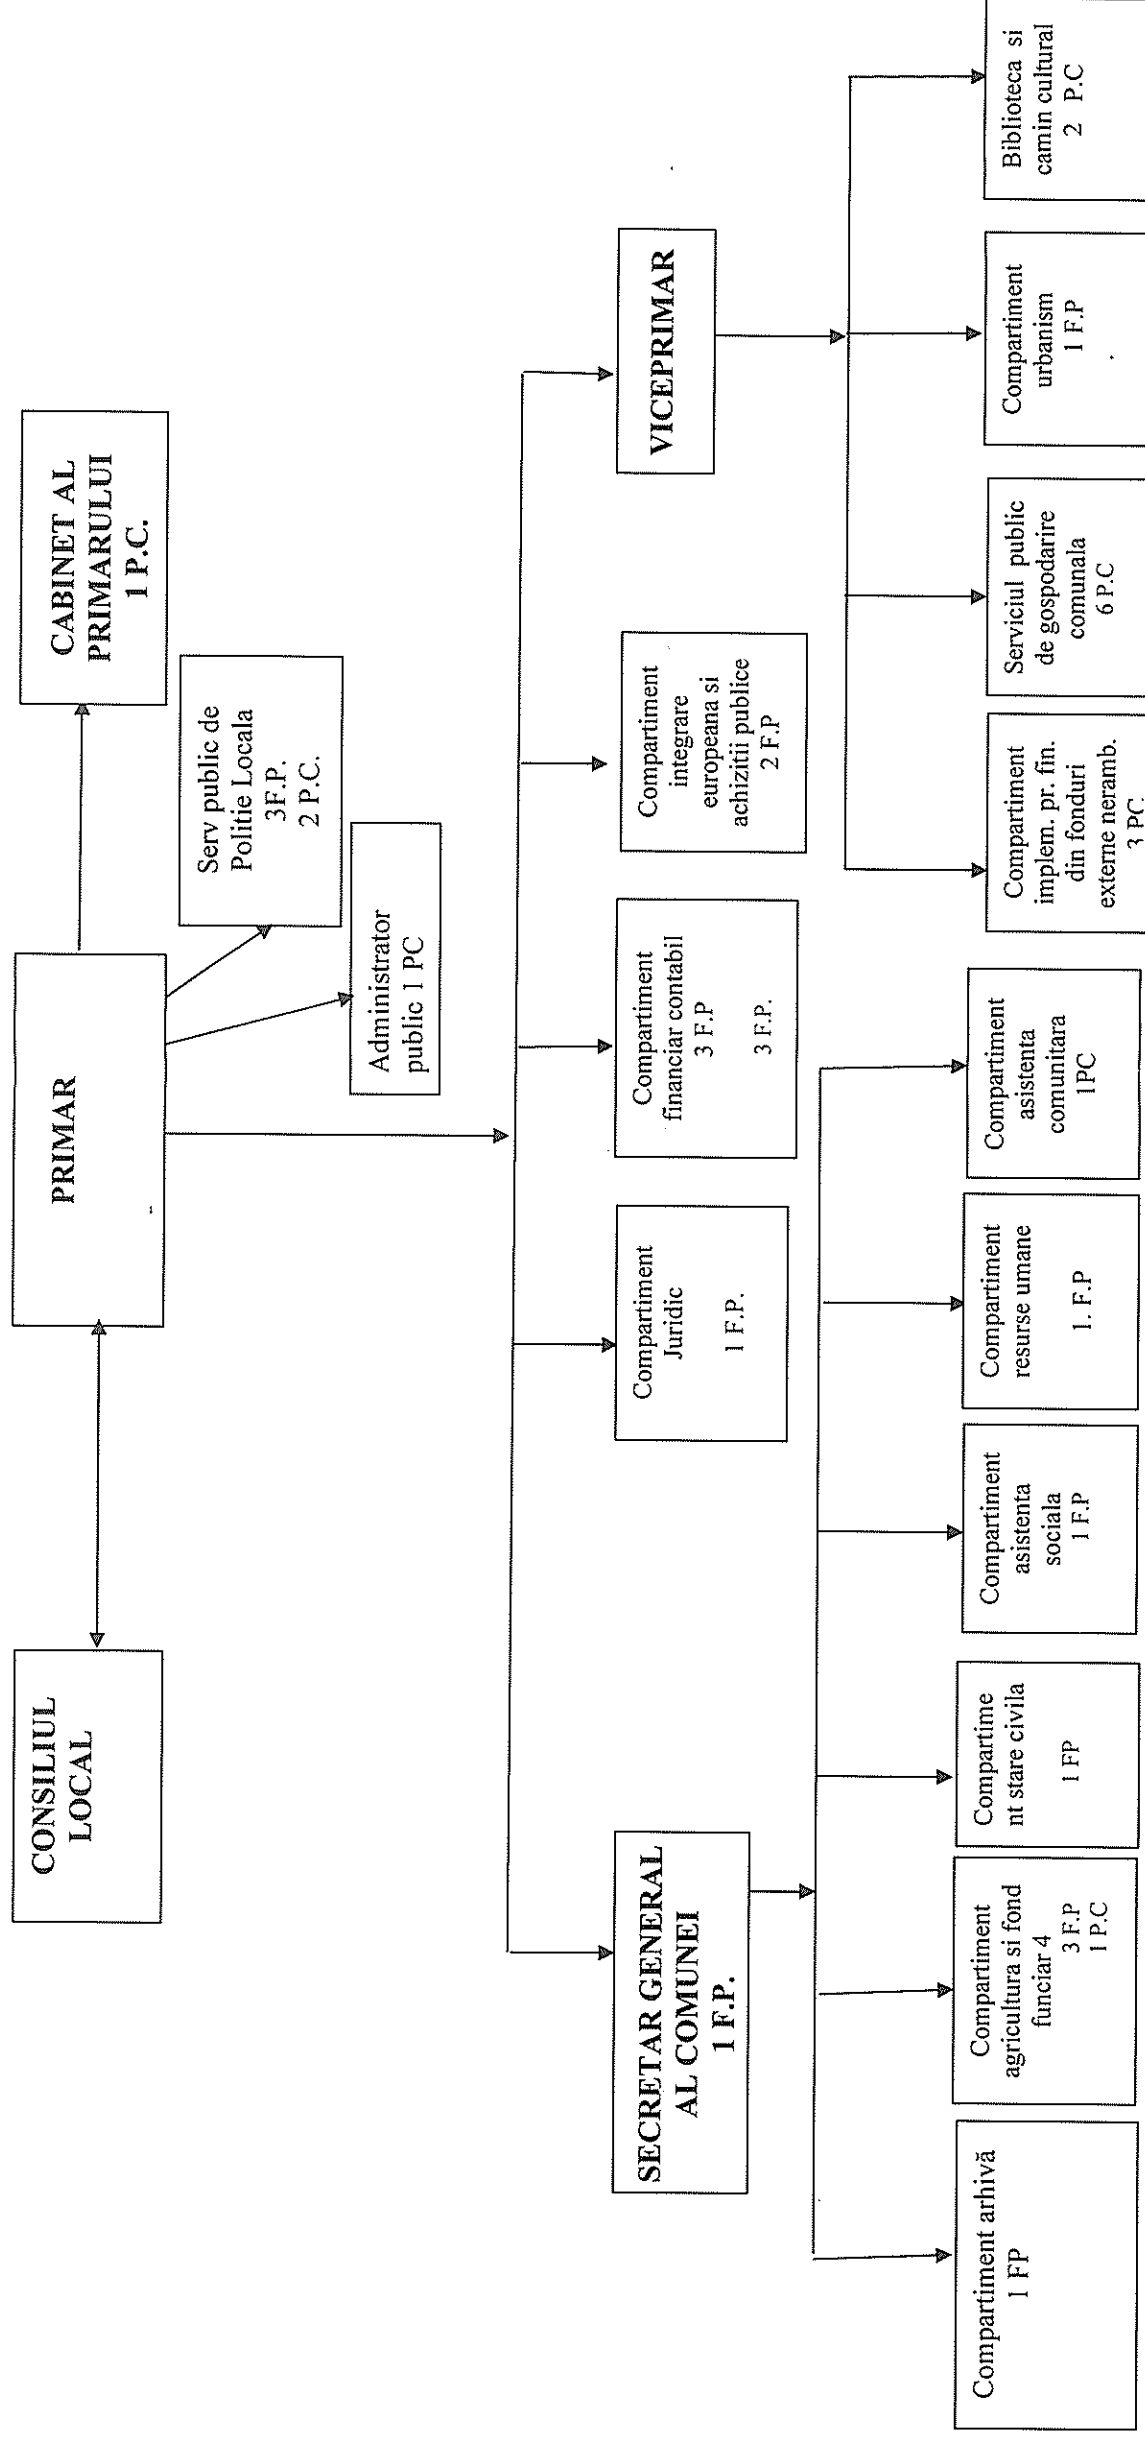 CONSILIUL
LOCAL
PRIMAR
CABINET AL
PRIMARULUI
1 P.C.
Serv public de
Politie Locala
3F.P.
2 P.C.
Administrator
public 1 PC
SECRETAR GENERAL
AL COMUNEI
1 F.P.
Compartiment
Juridic
1 F.P.
Compartiment
financiar contabil
3 F.P
3 F.P.
Compartiment
integrare
europeana si
achizitii publice
2 F.P
VICEPRIMAR
Compartiment arhivă
1 FP
Compartiment
agricultura si fond
funciar 4
3 F.P
1 P.C
Compartime
nt stare civila
1 FP
Compartiment
asistenta
sociala
1 F.P
Compartiment
resurse umane
1. F.P
Compartiment
asistenta
comunitara
1PC
Compartiment
implem. pr. fin.
din fonduri
externe neramb.
3 PC.
Serviciul public
de gospodarire
comunala
6 P.C
Compartiment
urbanism
1 F.P
Biblioteca si
camin cultural
2 P.C